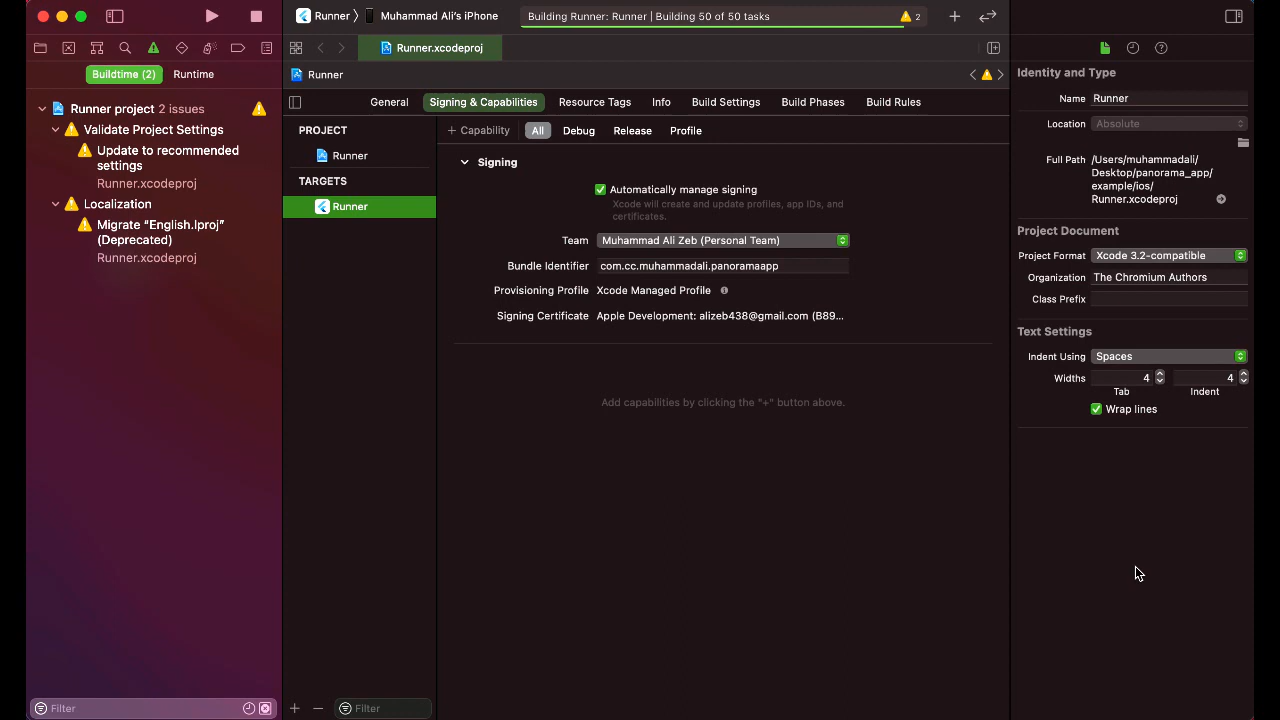 Runner
Muhammad Ali's iPhone
Building Runner: Runner | Building 50 of 50 tasks
2
Runner.xcodeproj
Buildtime (2)
Runtime
Runner
Runner project 2 issues
Validate Project Settings
Update to recommended
settings
Runner.xcodeproj
Localization
Migrate “English.lproj”
(Deprecated)
Runner.xcodeproj
Filter
General
Signing & Capabilities
Resource Tags
Info
Build Settings
Build Phases
Build Rules
PROJECT
Runner
TARGETS
Runner
Filter
+ Capability
All
Debug
Release
Profile
Signing
Automatically manage signing
Xcode will create and update profiles, app IDs, and
certificates.
Team Muhammad Ali Zeb (Personal Team)
Bundle Identifier com.cc.muhammadali.panoramaapp
Provisioning Profile Xcode Managed Profile
Signing Certificate Apple Development: alizeb438@gmail.com (B89...
Add capabilities by clicking the "+" button above.
Identity and Type
Name Runner
Location Absolute
Full Path /Users/muhammadali/
Desktop/panorama_app/
example/ios/
Runner.xcodeproj
Project Document
Project Format Xcode 3.2-compatible
Organization The Chromium Authors
Class Prefix
Text Settings
Indent Using Spaces
Widths 4 4
Tab Indent
Wrap lines